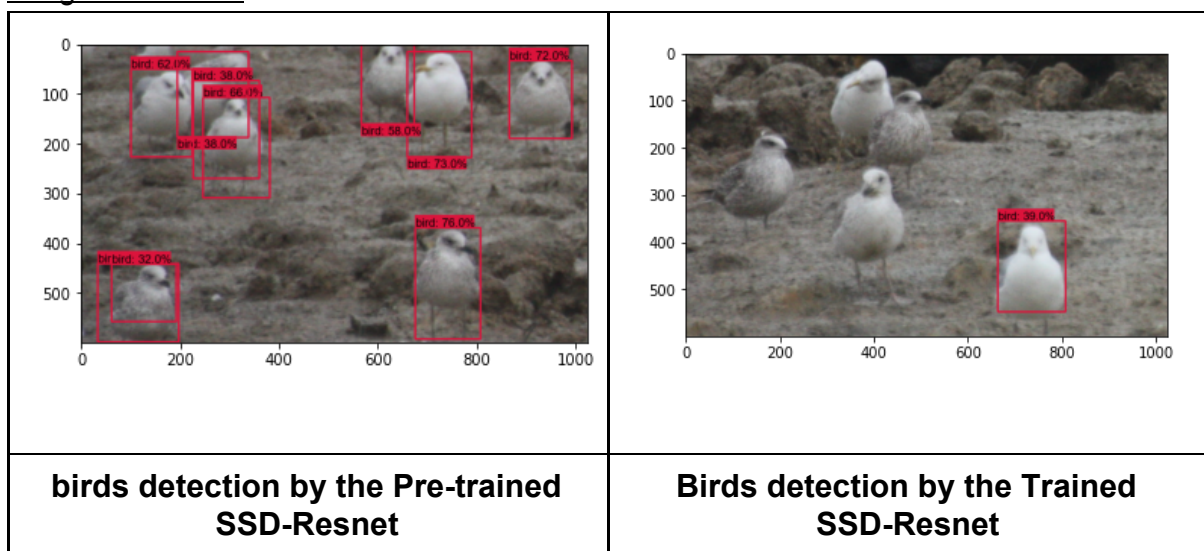 0
bird: 62.0%
bird: 72.0%
bird: 38.0%
100
bird: 66.0%
bird: 58.0%
bird: 38.0%
200
bird: 73.0%
300
bird: 76.0%
400
bird: 32.0%
500
0
200
400
600
800
1000
0
100
200
300
bird: 39.0%
400
500
0
200
400
600
800
1000
birds detection by the Pre-trained
SSD-Resnet
Birds detection by the Trained
SSD-Resnet